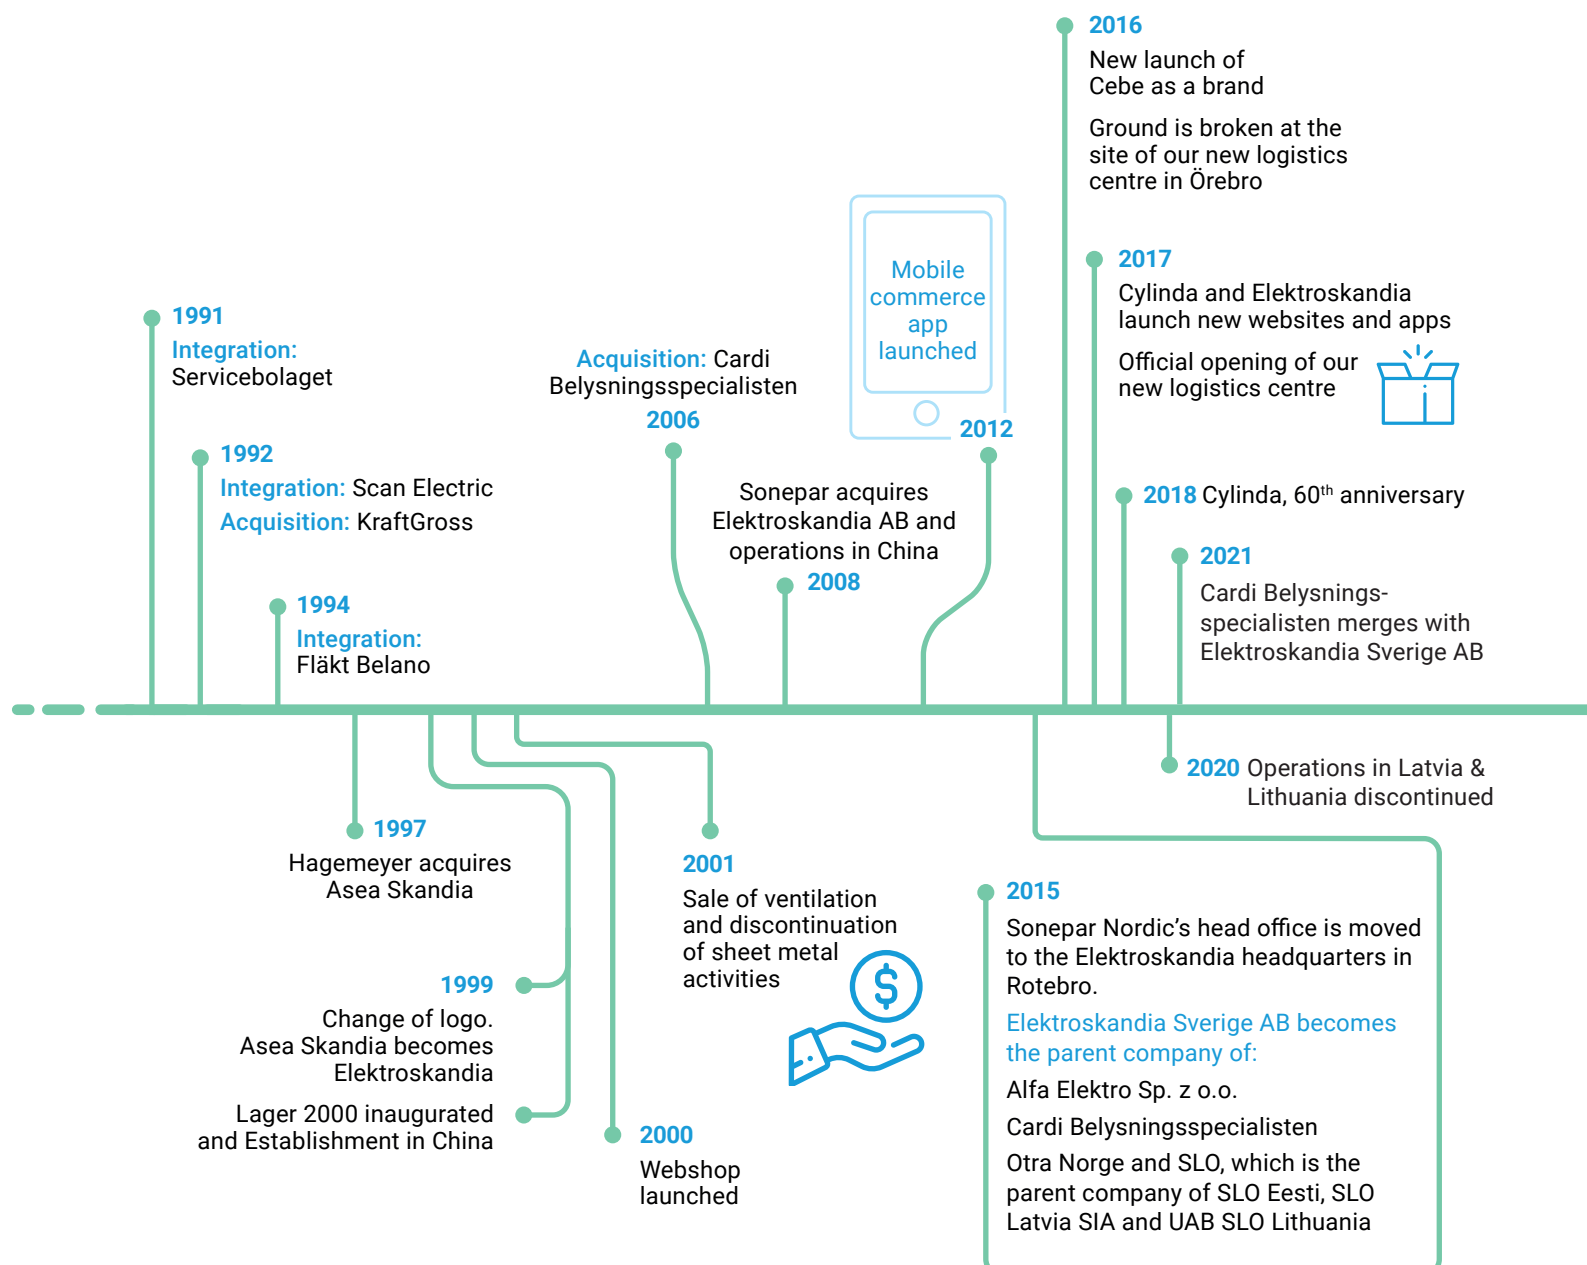 2016
New launch of
Cebe as a brand
Ground is broken at the
site of our new logistics
centre in Örebro
Mobile
commerce
app
launched
2012
2017
Cylinda and Elektroskandia
launch new websites and apps
Official opening of our
new logistics centre
1991
Integration:
Servicebolaget
Acquisition: Cardi
Belysningsspecialisten
2006
1992
Integration: Scan Electric
Acquisition: KraftGross
Sonepar acquires
Elektroskandia AB and
operations in China
2008
2018 Cylinda, 60th anniversary
2021
Cardi Belysnings-
specialisten merges with
Elektroskandia Sverige AB
1994
Integration:
Fläkt Belano
2020 Operations in Latvia &
Lithuania discontinued
1997
Hagemeyer acquires
Asea Skandia
2001
Sale of ventilation
and discontinuation
of sheet metal
activities
$
1999
Change of logo.
Asea Skandia becomes
Elektroskandia
Lager 2000 inaugurated
and Establishment in China
2000
Webshop
launched
2015
Sonepar Nordic’s head office is moved
to the Elektroskandia headquarters in
Rotebro.
Elektroskandia Sverige AB becomes
the parent company of:
Alfa Elektro Sp. z o.o.
Cardi Belysningsspecialisten
Otra Norge and SLO, which is the
parent company of SLO Eesti, SLO
Latvia SIA and UAB SLO Lithuania